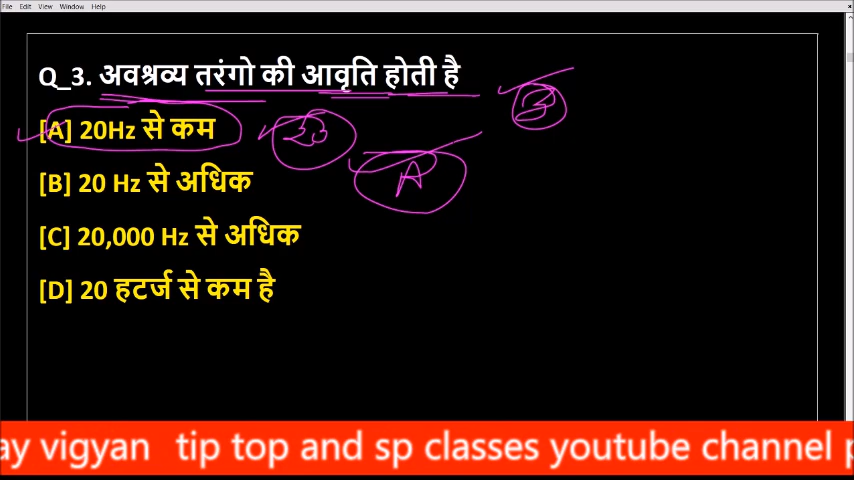 File Edit View Window Help
Q_3. अवश्रव्य तरंगो की आवृति होती है
[A] 20Hz से कम
[B] 20 Hz से अधिक
[C] 20,000 Hz से अधिक
[D] 20 हटर्ज से कम है
A
ay vigyan tip top and sp classes youtube channel p